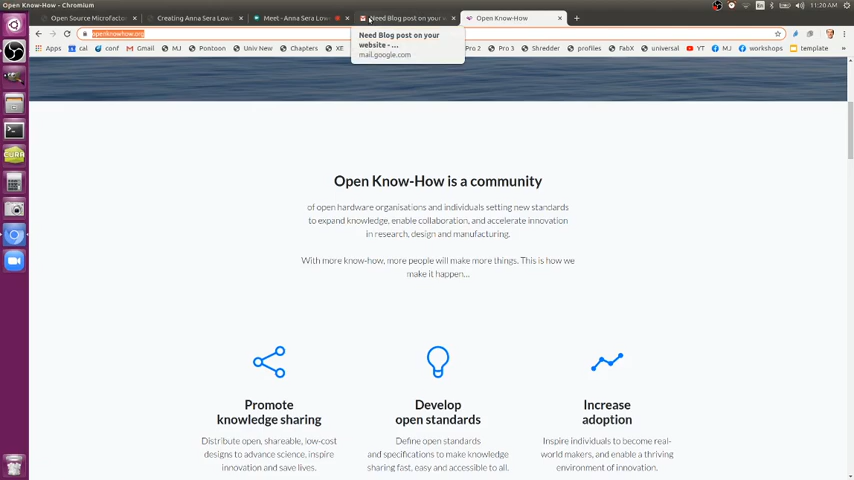 Open Know-How - Chromium
11:20 AM
Open Source MicroFacto
Creating Anna Sera Low
Meet - Anna Sera Low
Need Blog post on your w
Open Know-How
openknowhow.org
Need Blog post on your
website - ...
mail.google.com
Apps
cal
conf
Gmail
MJ
Pontoon
Open Groups
Chapters
XE
Pro 2
Pro 3
Shredder
universal
YT
MJ
workshops
template
Open Know-How is a community
of open hardware organisations and individuals setting new standards
to expand knowledge, enable collaboration, and accelerate innovation
in research, design and manufacturing.
With more know-how, more people will make more things. This is how we
make it happen...
Promote
knowledge sharing
Distribute open, shareable, low-cost
designs to advance science, inspire
innovation and save lives.
Develop
open standards
Define open standards
and specifications to make knowledge
sharing fast, easy and accessible to all.
Increase
adoption
Inspire individuals to become real-
world makers, and enable a thriving
environment of innovation.